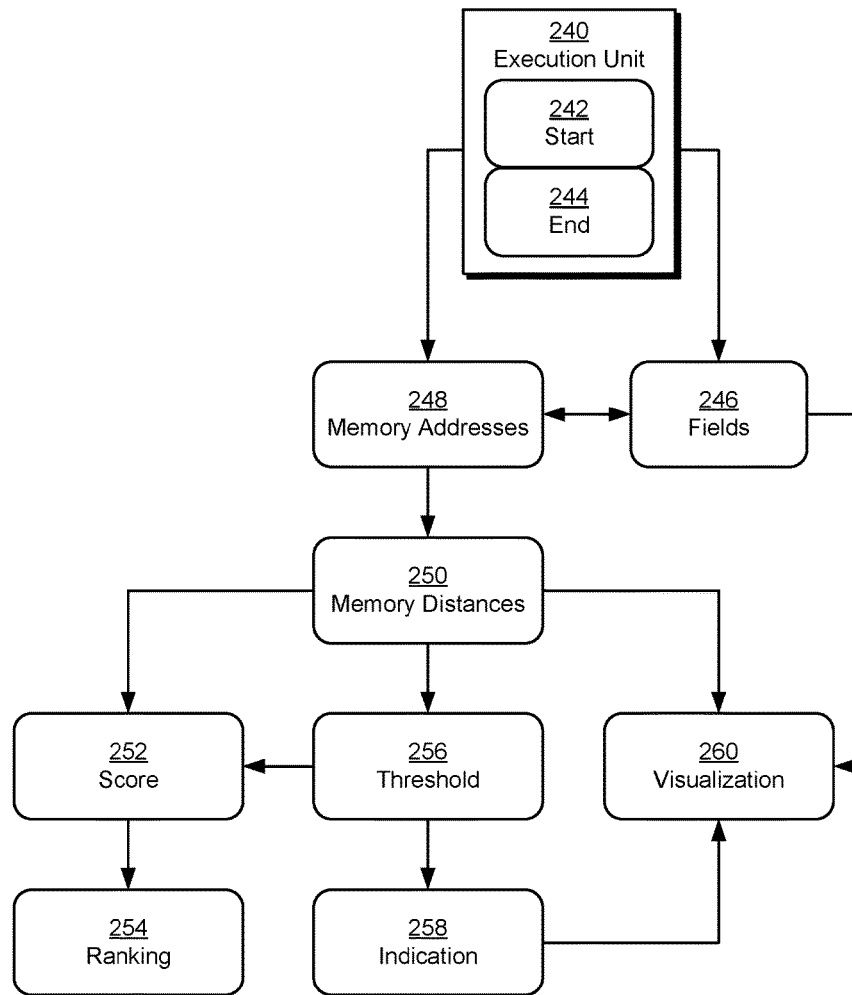 240
Execution Unit
242
Start
244
End
248
Memory Addresses
246
Fields
250
Memory Distances
252
Score
256
Threshold
260
Visualization
254
Ranking
258
Indication